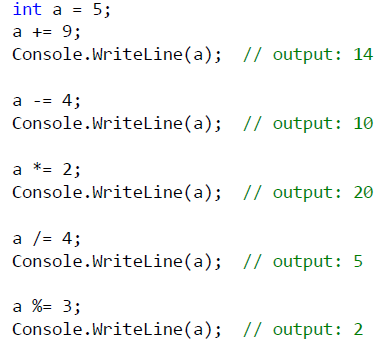 int a = 5;
a += 9;
Console.WriteLine(a);  // output: 14
a -= 4;
Console.WriteLine(a);  // output: 10
a *= 2;
Console.WriteLine(a);  // output: 20
a /= 4;
Console.WriteLine(a);  // output: 5
a %= 3;
Console.WriteLine(a);  // output: 2